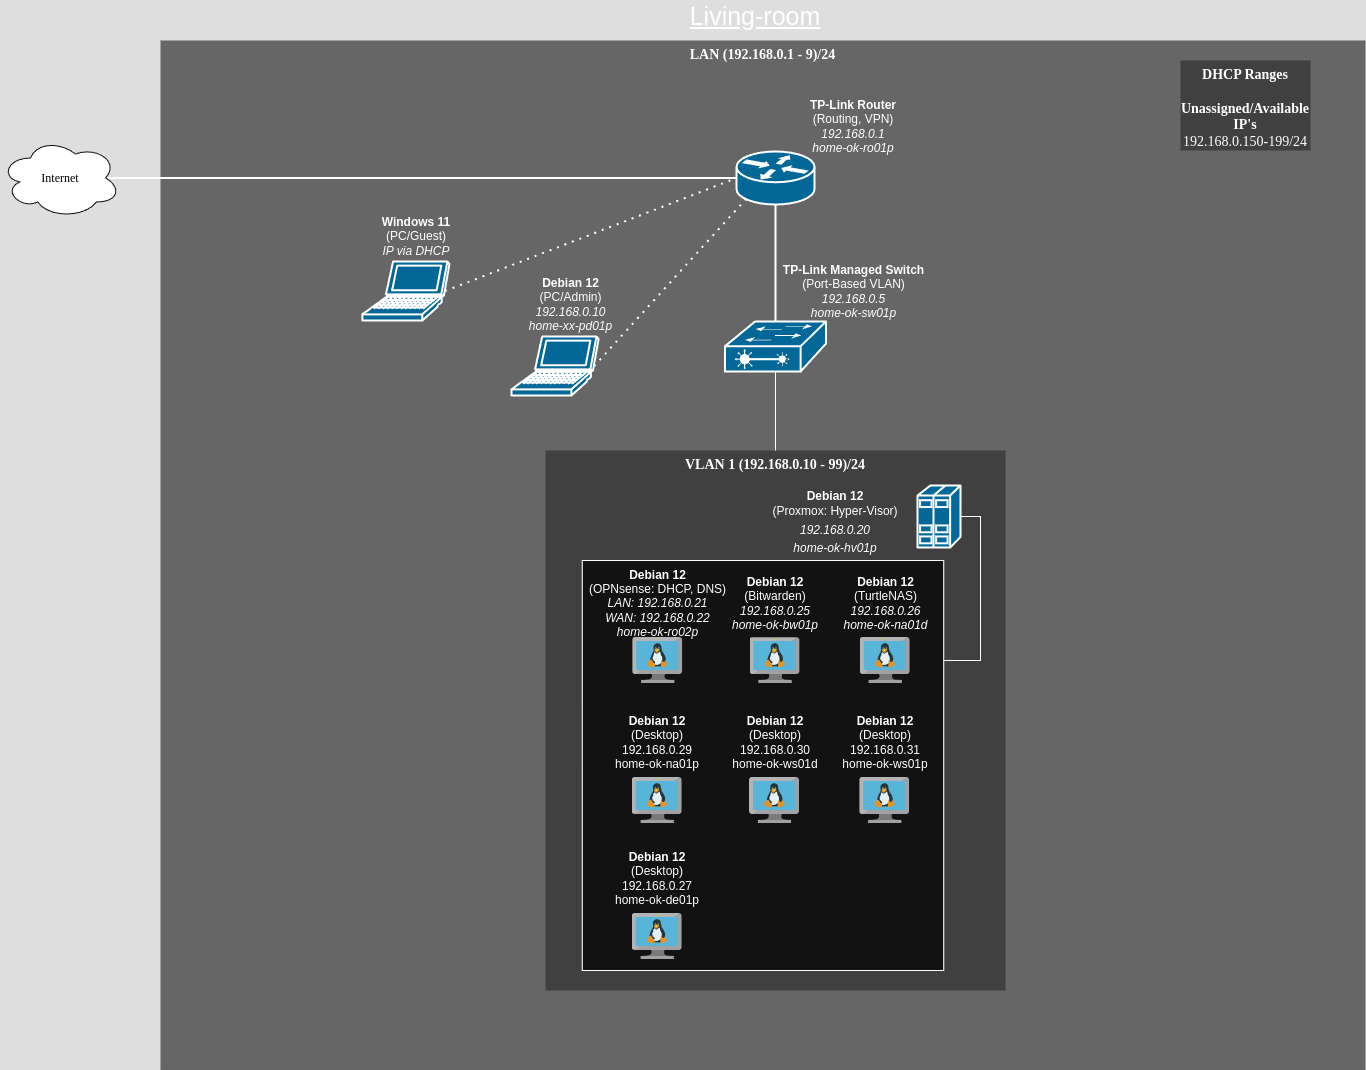 Living-room
LAN (192.168.0.1 - 9)/24
DHCP Ranges
Unassigned/Available
IP's
192.168.0.150-199/24
TP-Link Router
(Routing, VPN)
192.168.0.1
home-ok-ro01p
Internet
Windows 11
(PC/Guest)
IP via DHCP
Debian 12
(PC/Admin)
192.168.0.10
home-xx-pd01p
TP-Link Managed Switch
(Port-Based VLAN)
192.168.0.5
home-ok-sw01p
VLAN 1 (192.168.0.10 - 99)/24
Debian 12
(Proxmox: Hyper-Visor)
192.168.0.20
home-ok-hv01p
Debian 12
(OPNsense: DHCP, DNS)
LAN: 192.168.0.21
WAN: 192.168.0.22
home-ok-ro02p
Debian 12
(Bitwarden)
192.168.0.25
home-ok-bw01p
Debian 12
(TurtleNAS)
192.168.0.26
home-ok-na01d
Debian 12
(Desktop)
192.168.0.29
home-ok-na01p
Debian 12
(Desktop)
192.168.0.30
home-ok-ws01d
Debian 12
(Desktop)
192.168.0.31
home-ok-ws01p
Debian 12
(Desktop)
192.168.0.27
home-ok-de01p